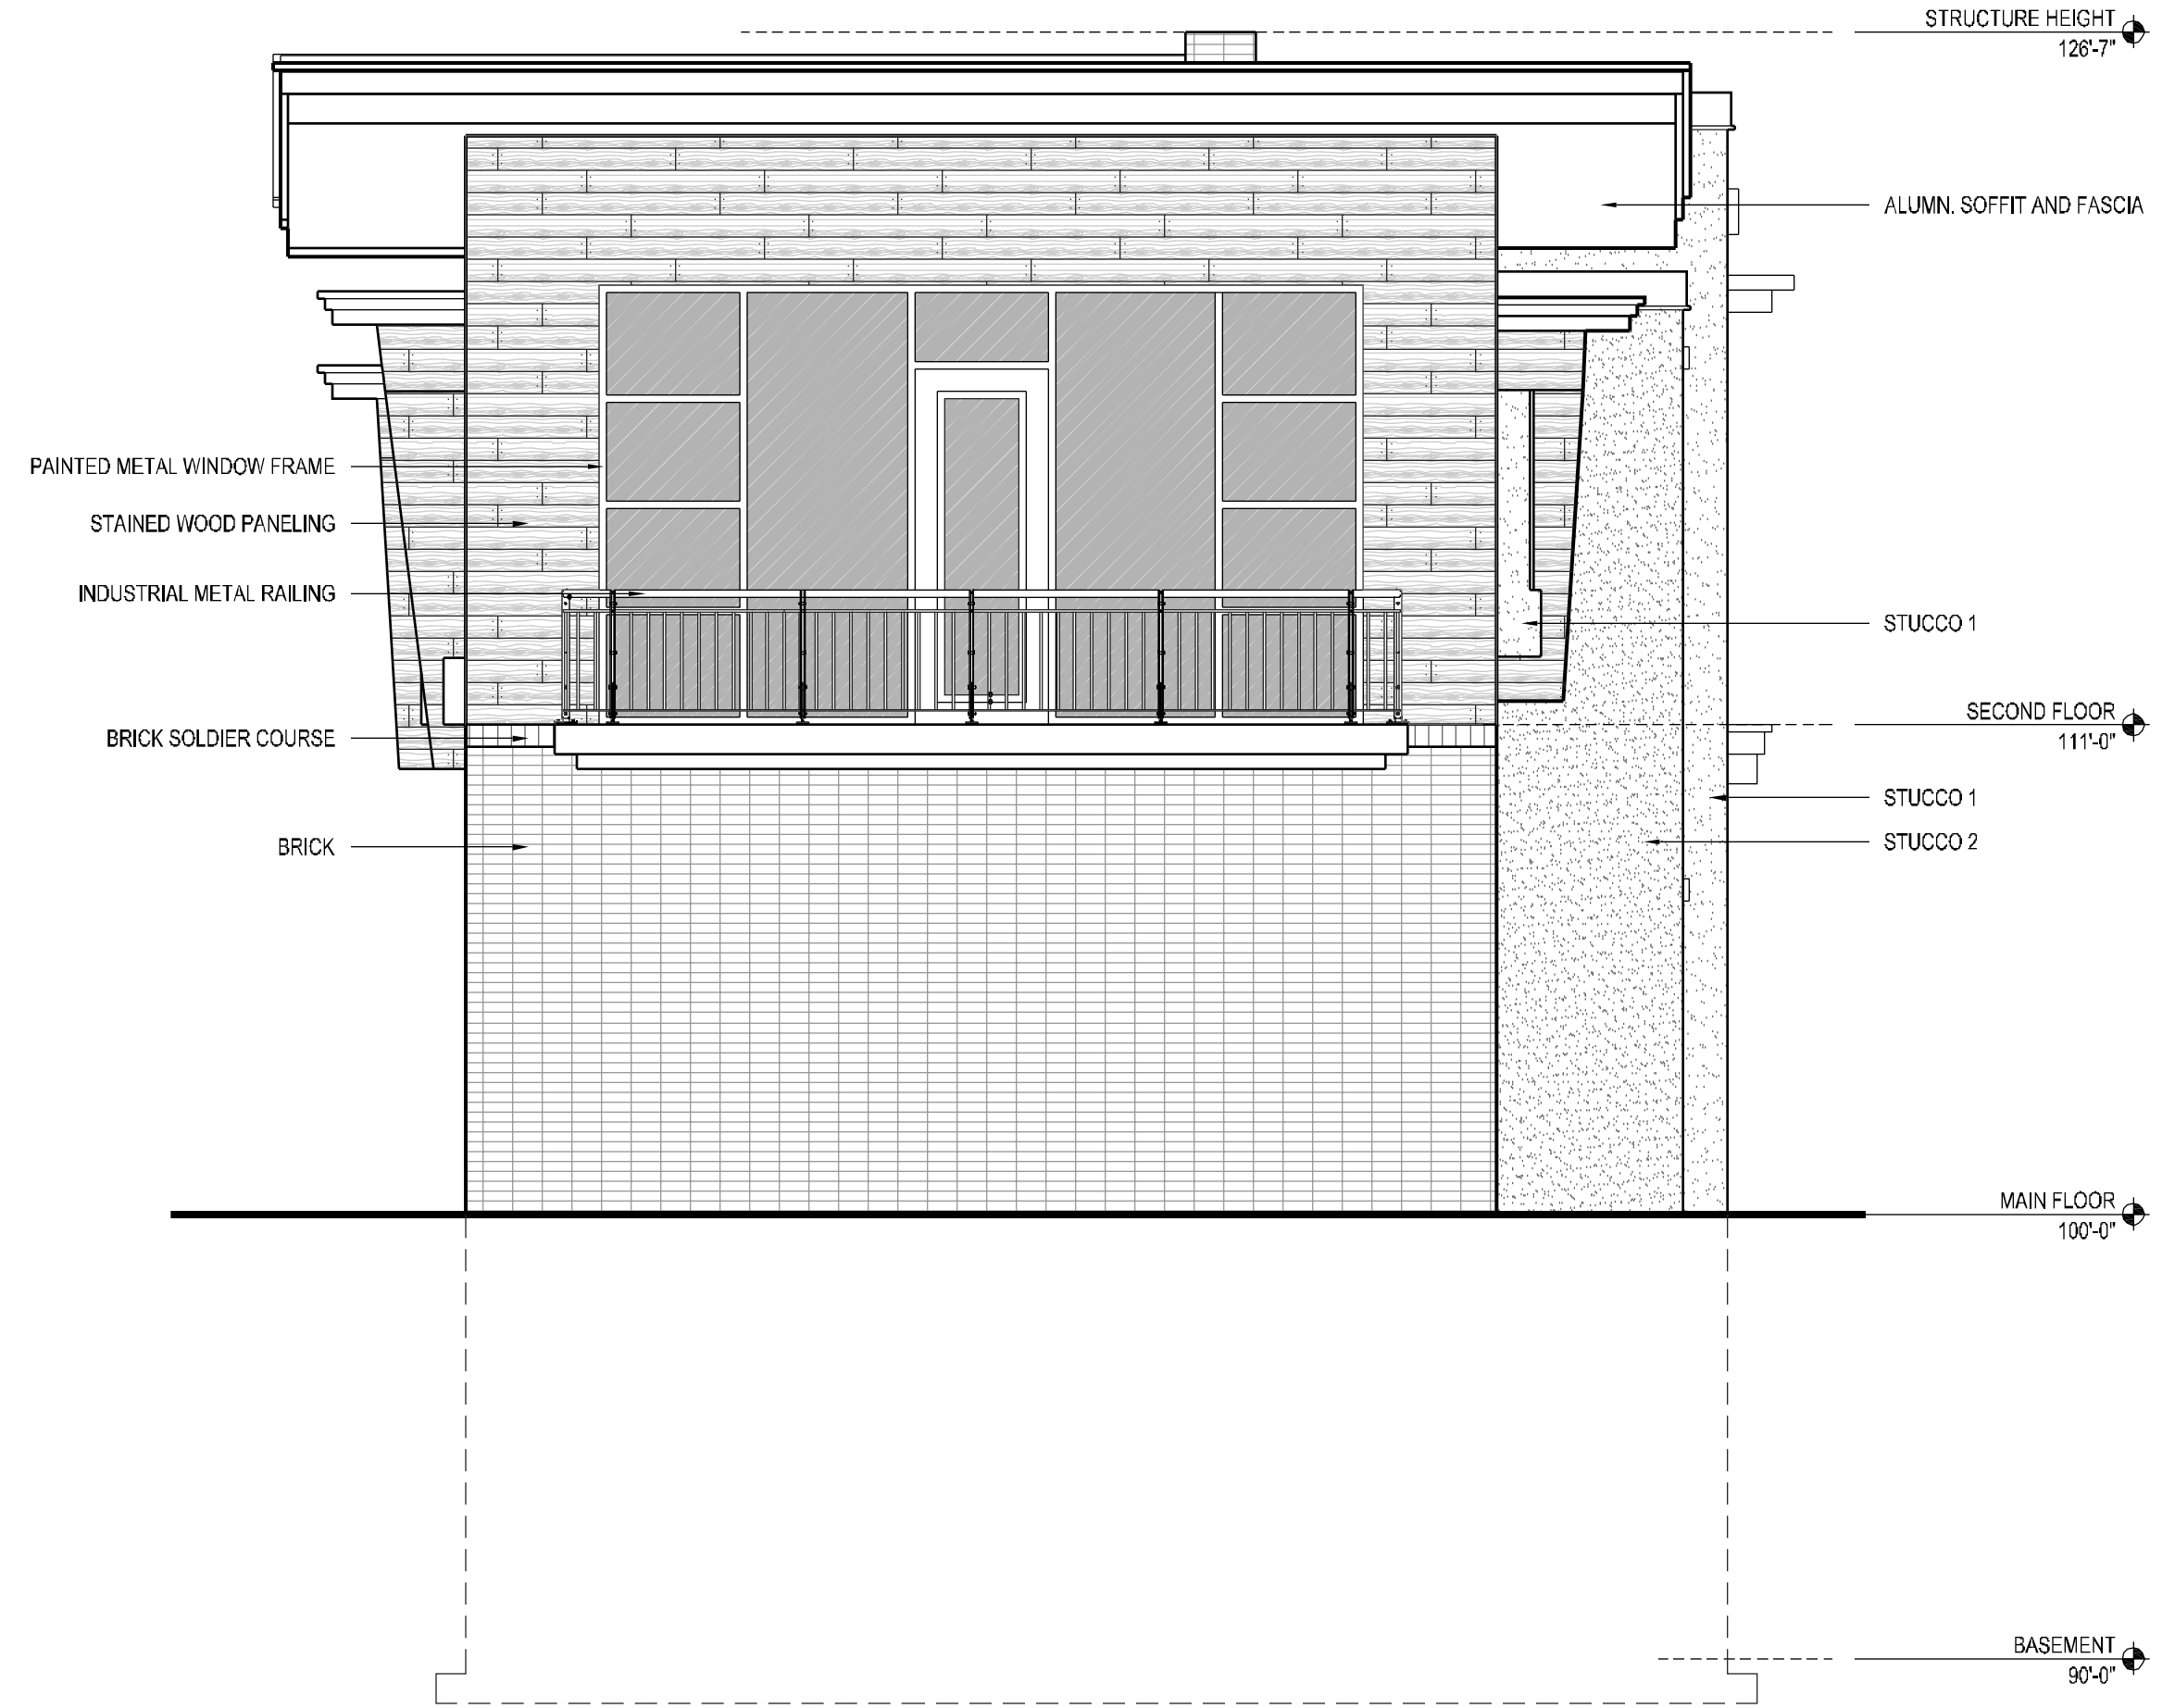 STRUCTURE HEIGHT
126'-7"
ALUMN. SOFFIT AND FASCIA
PAINTED METAL WINDOW FRAME
STAINED WOOD PANELING
INDUSTRIAL METAL RAILING
STUCCO 1
SECOND FLOOR
111'-0"
BRICK SOLDIER COURSE
STUCCO 1
STUCCO 2
BRICK
MAIN FLOOR
100'-0"
BASEMENT
90'-0"